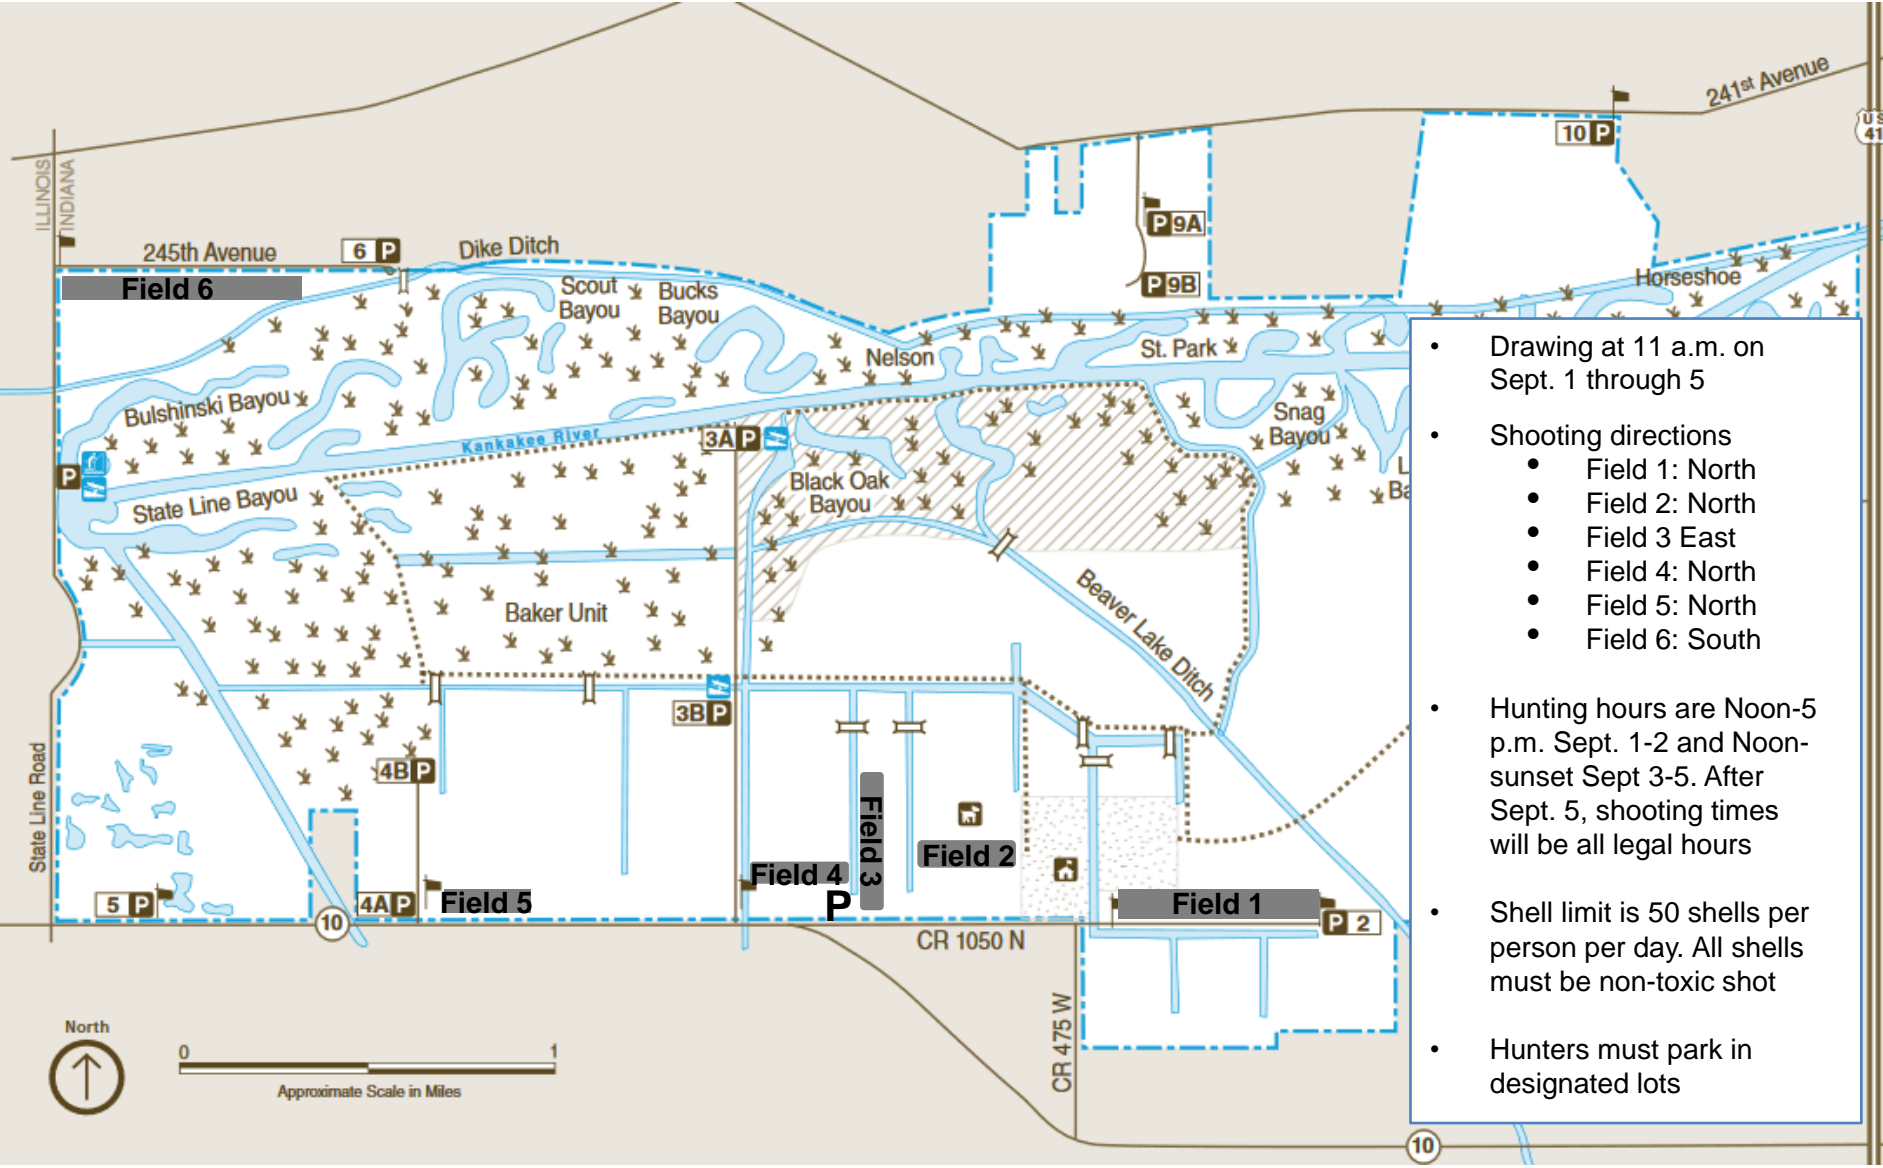 241st Avenue
U S
41
10 P
ILLINOIS
INDIANA
P 9A
245th Avenue
6 P
Dike Ditch
P 9B
Field 6
Scout
Bayou
Bucks
Bayou
Horseshoe
Nelson
St. Park
Bulshinski Bayou
Snag
Bayou
Kankakee River
3A P
P
Black Oak
Bayou
L
Ba
State Line Bayou
Beaver Lake Ditch
Baker Unit
3B P
State Line Road
4B P
Field 3
Field 2
Field 4
5 P
4A P
Field 5
P
Field 1
P 2
10
CR 1050 N
CR 475 W
North
0 1
Approximate Scale in Miles
10
• Drawing at 11 a.m. on
Sept. 1 through 5
• Shooting directions
• Field 1: North
• Field 2: North
• Field 3 East
• Field 4: North
• Field 5: North
• Field 6: South
• Hunting hours are Noon-5
p.m. Sept. 1-2 and Noon-
sunset Sept 3-5. After
Sept. 5, shooting times
will be all legal hours
• Shell limit is 50 shells per
person per day. All shells
must be non-toxic shot
• Hunters must park in
designated lots